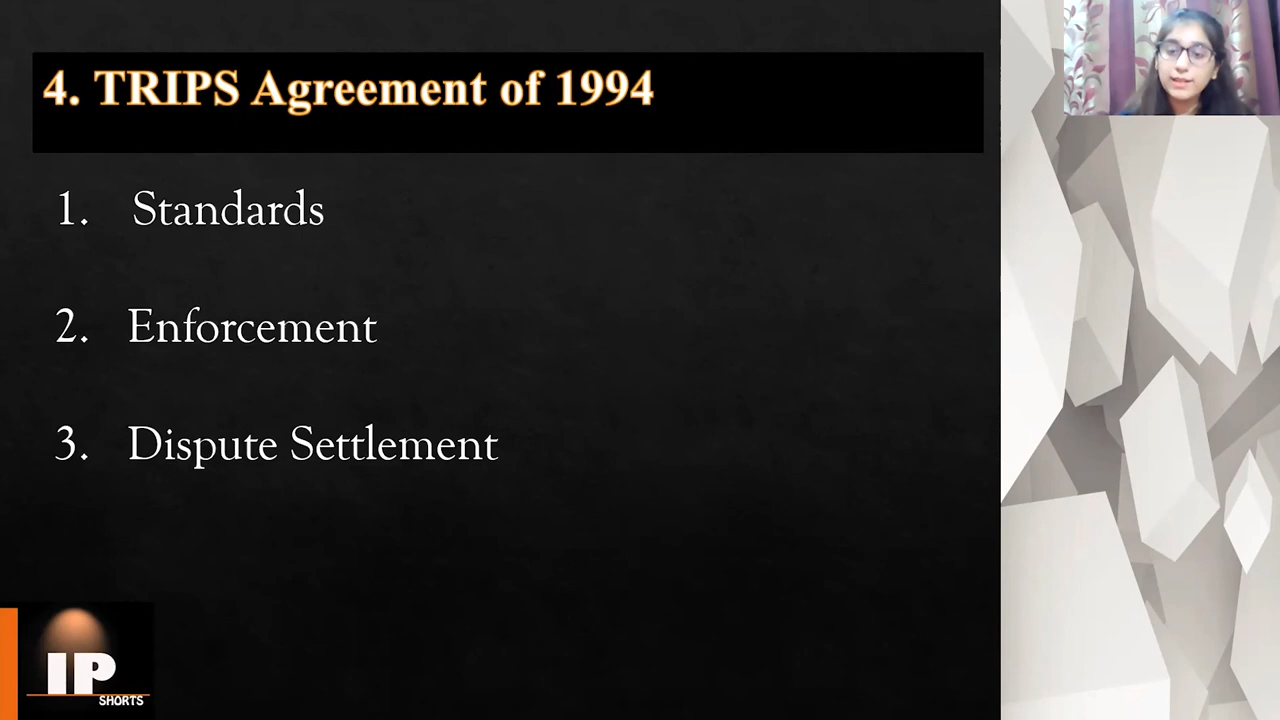 4. TRIPS Agreement of 1994
1. Standards
2. Enforcement
3. Dispute Settlement
IP
SHORTS